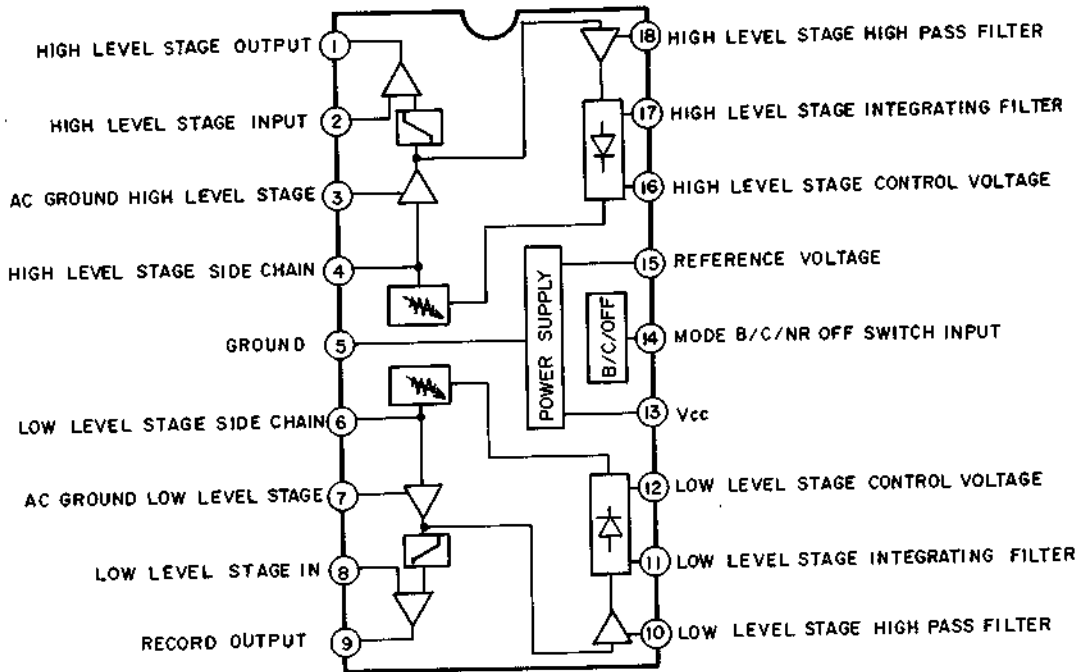 HIGH LEVEL STAGE OUTPUT
1
HIGH LEVEL STAGE INPUT
2
AC GROUND HIGH LEVEL STAGE
3
HIGH LEVEL STAGE SIDE CHAIN
4
GROUND
5
LOW LEVEL STAGE SIDE CHAIN
6
AC GROUND LOW LEVEL STAGE
7
LOW LEVEL STAGE IN
8
RECORD OUTPUT
9
POWER SUPPLY
B/C/OFF
18
HIGH LEVEL STAGE HIGH PASS FILTER
17
HIGH LEVEL STAGE INTEGRATING FILTER
16
HIGH LEVEL STAGE CONTROL VOLTAGE
15
REFERENCE VOLTAGE
14
MODE B/C/NR OFF SWITCH INPUT
13
Vcc
12
LOW LEVEL STAGE CONTROL VOLTAGE
11
LOW LEVEL STAGE INTEGRATING FILTER
10
LOW LEVEL STAGE HIGH PASS FILTER